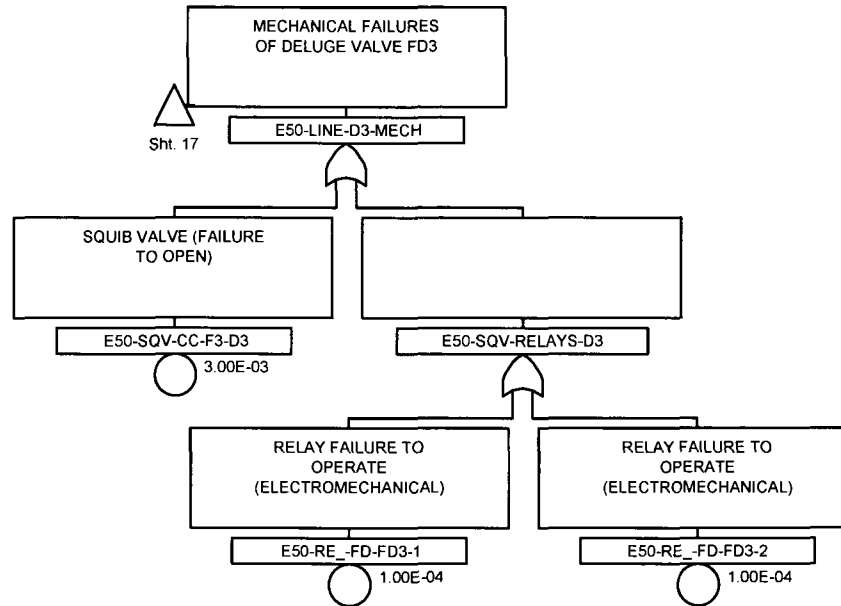 MECHANICAL FAILURES
OF DELUGE VALVE FD3
Sht. 17
E50-LINE-D3-MECH
SQUIB VALVE (FAILURE
TO OPEN)
E50-SQV-CC-F3-D3
3.00E-03
E50-SQV-RELAYS-D3
RELAY FAILURE TO
OPERATE
(ELECTROMECHANICAL)
E50-RE_-FD-FD3-1
1.00E-04
RELAY FAILURE TO
OPERATE
(ELECTROMECHANICAL)
E50-RE_-FD-FD3-2
1.00E-04